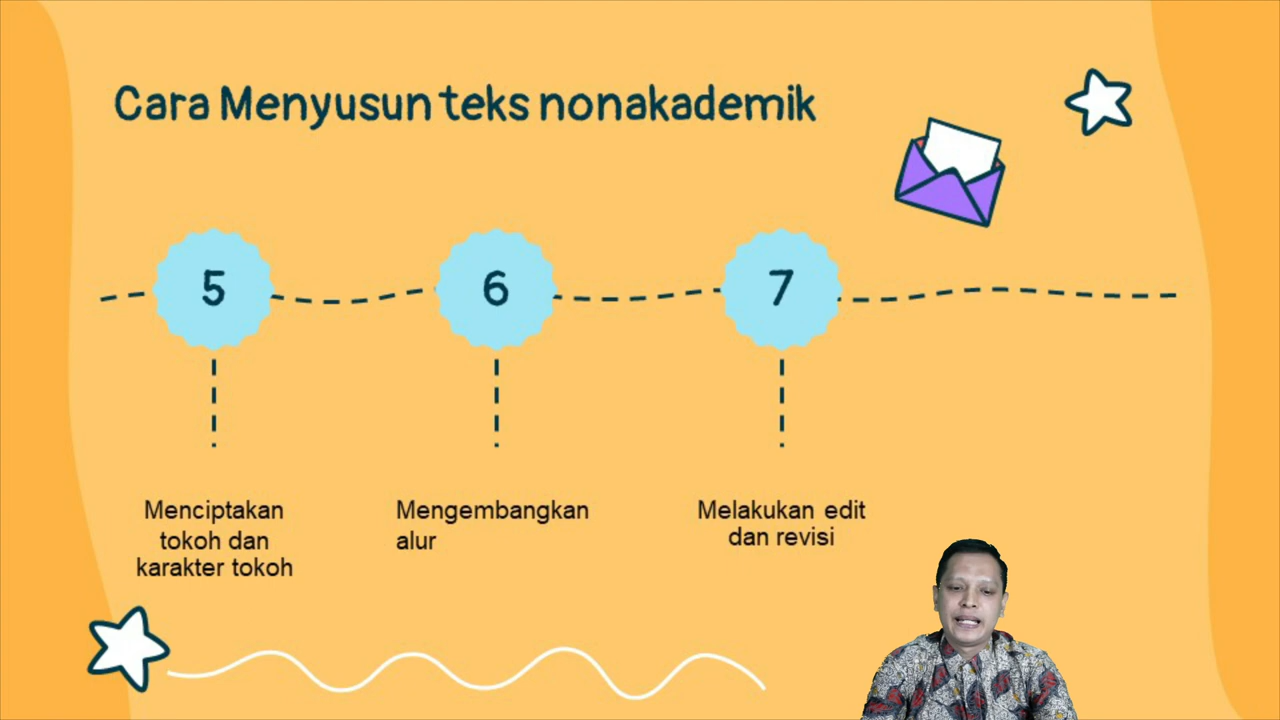 Cara Menyusun teks nonakademik
5
6
7
Menciptakan
tokoh dan
karakter tokoh
Mengembangkan
alur
Melakukan edit
dan revisi